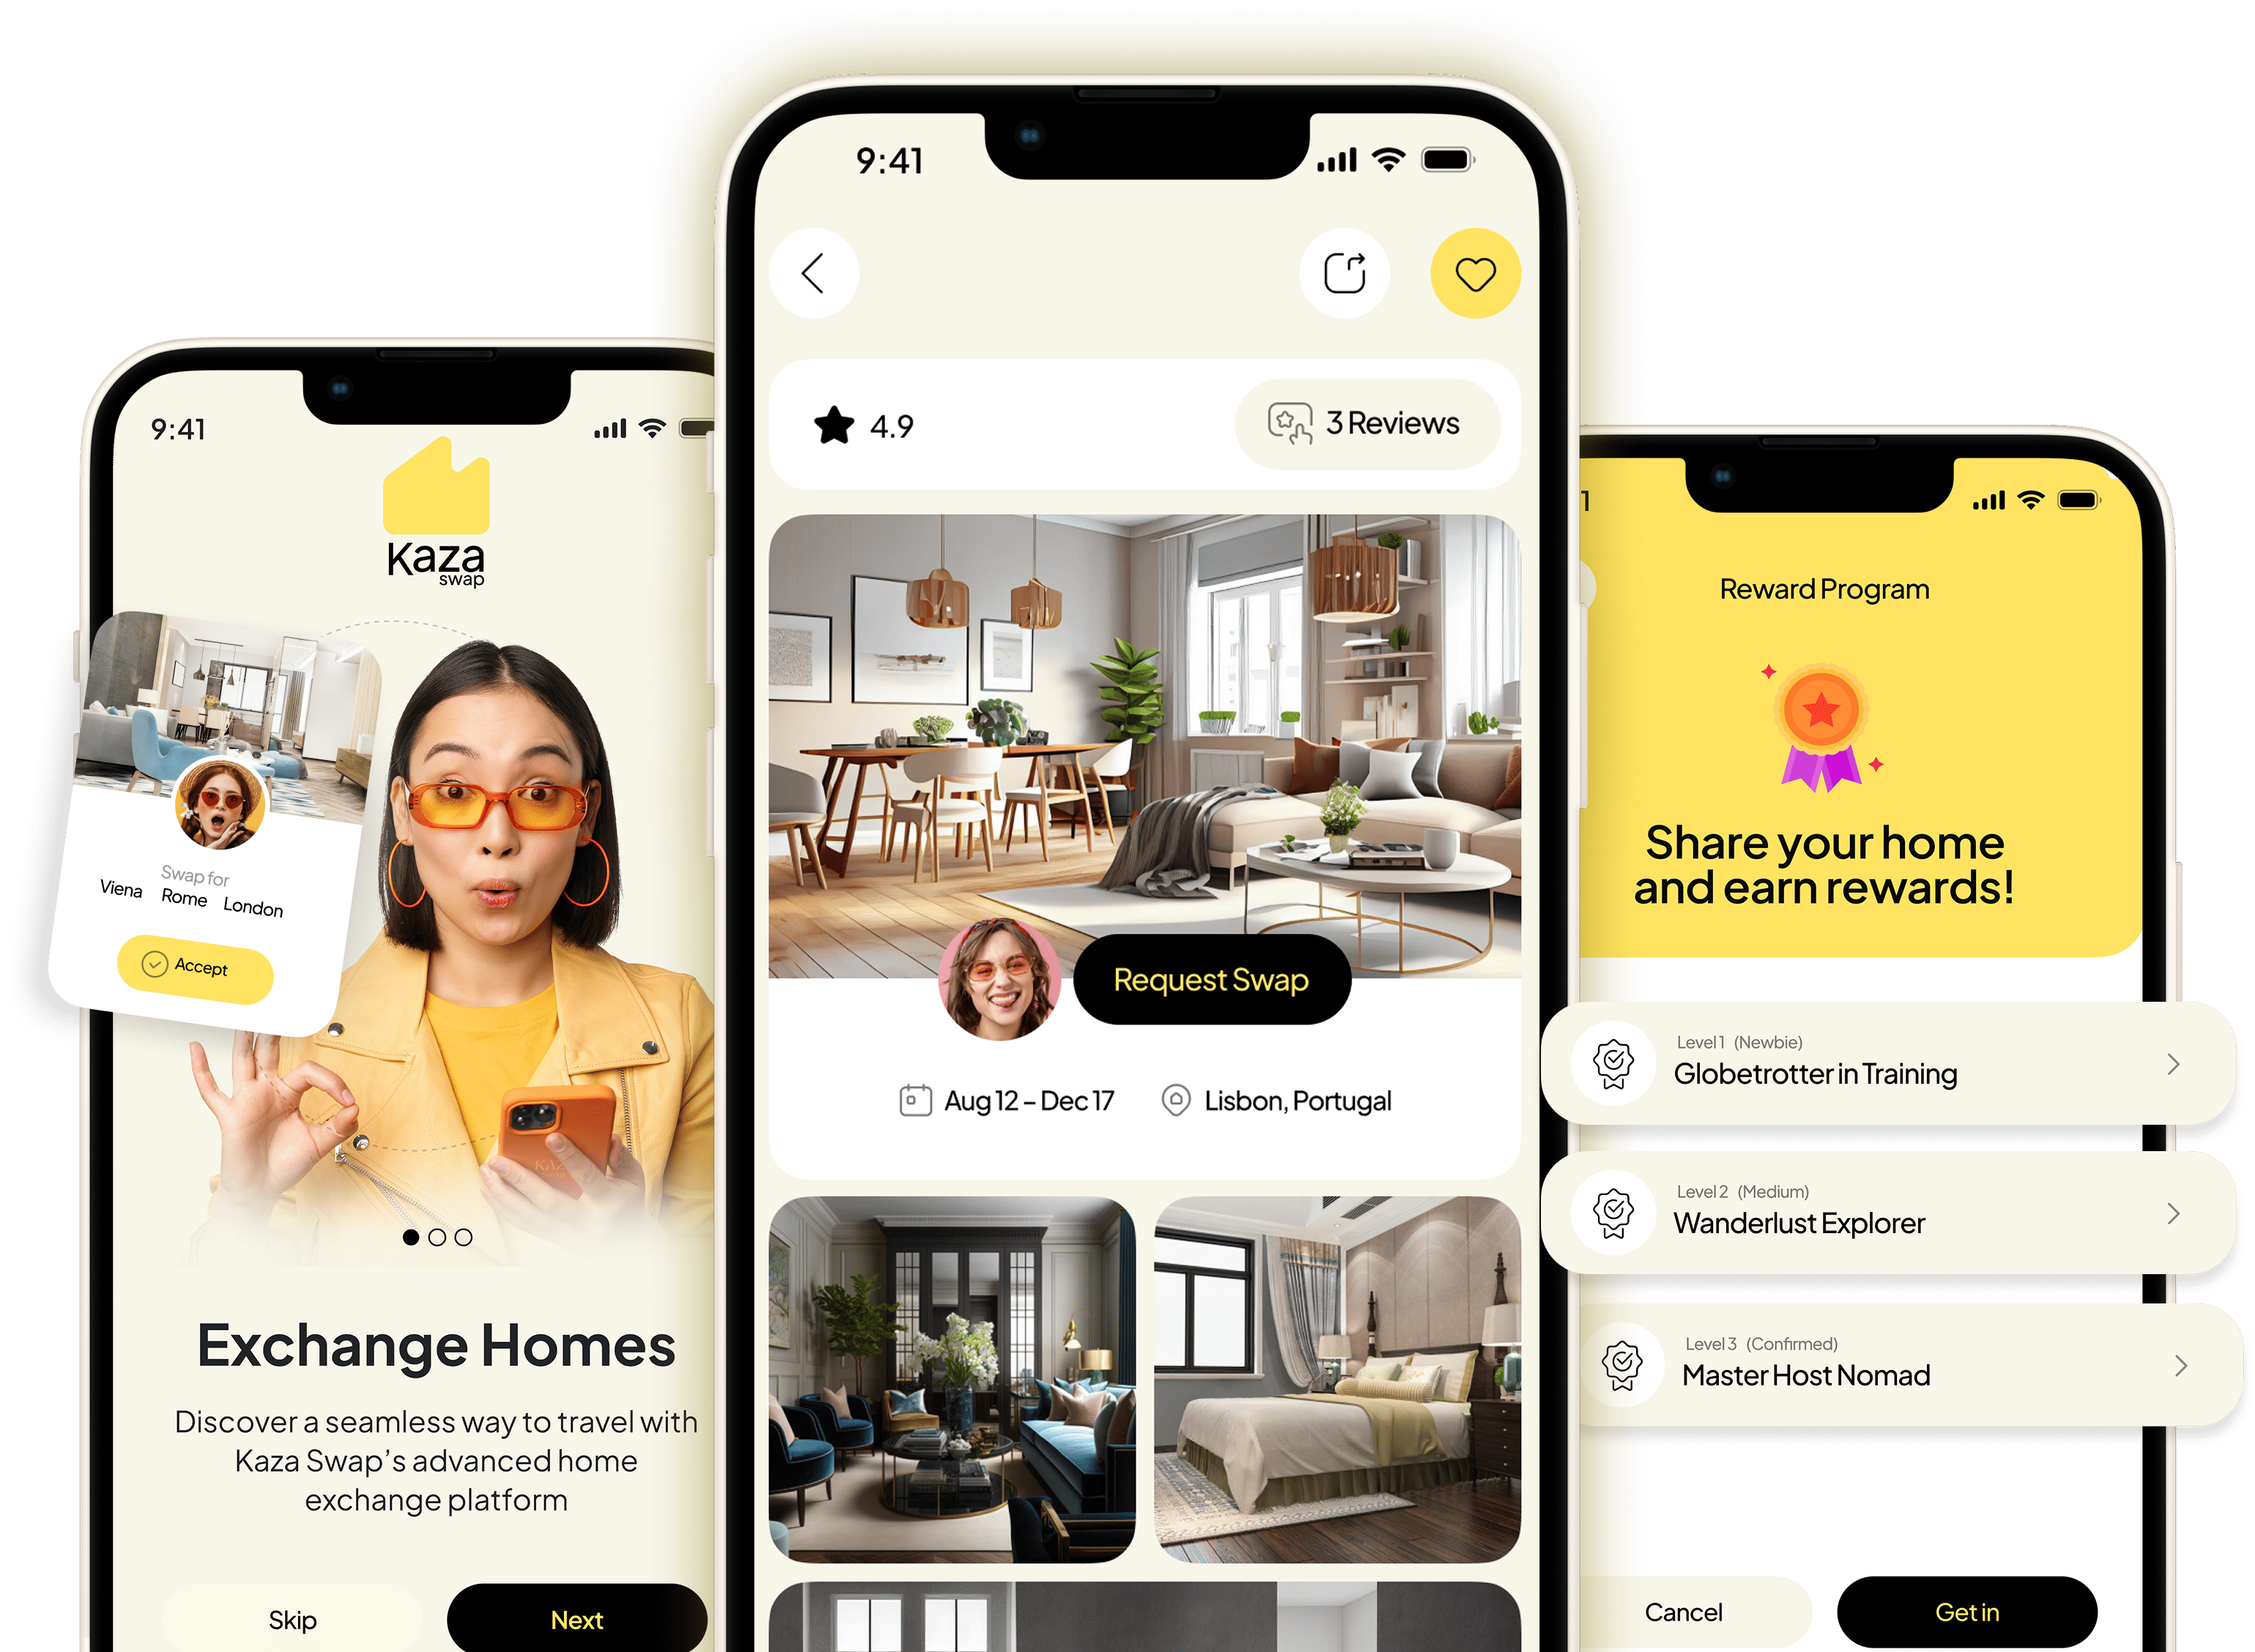 9:41
Kaza
swap
Swap for
Viena Rome London
Accept
Exchange Homes
Discover a seamless way to travel with
Kaza Swap's advanced home
exchange platform
Skip
Next
9:41
4.9
3 Reviews
Request Swap
Aug 12 – Dec 17
Lisbon, Portugal
1
Reward Program
Share your home
and earn rewards!
Level 1 (Newbie)
Globetrotter in Training
Level 2 (Medium)
Wanderlust Explorer
Level 3 (Confirmed)
Master Host Nomad
Cancel
Get in